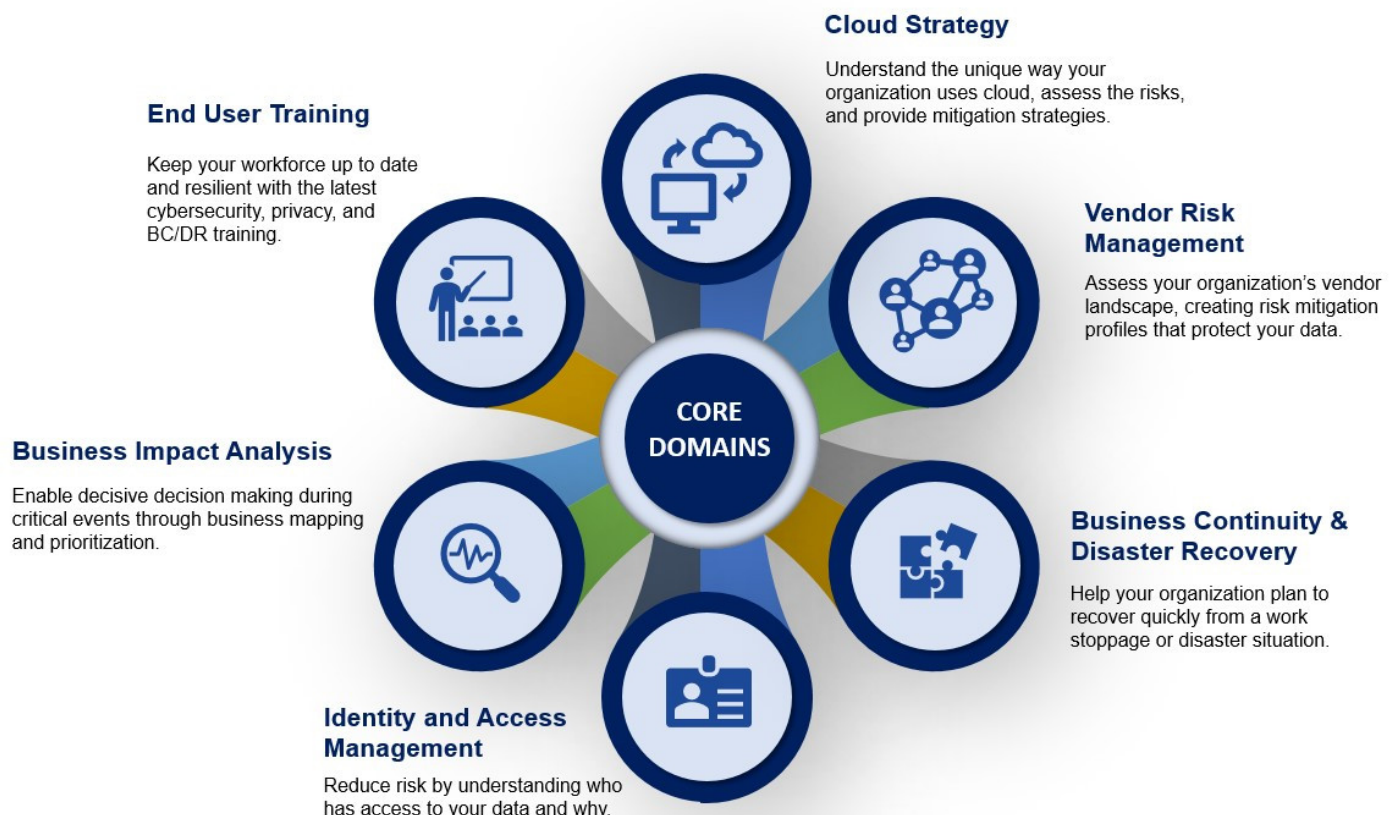 Cloud Strategy
Understand the unique way your
organization uses cloud, assess the risks,
and provide mitigation strategies.
End User Training
Keep your workforce up to date
and resilient with the latest
cybersecurity, privacy, and
BC/DR training.
Vendor Risk
Management
Assess your organization’s vendor
landscape, creating risk mitigation
profiles that protect your data.
CORE
DOMAINS
Business Impact Analysis
Enable decisive decision making during
critical events through business mapping
and prioritization.
Business Continuity &
Disaster Recovery
Help your organization plan to
recover quickly from a work
stoppage or disaster situation.
Identity and Access
Management
Reduce risk by understanding who
has access to your data and why.